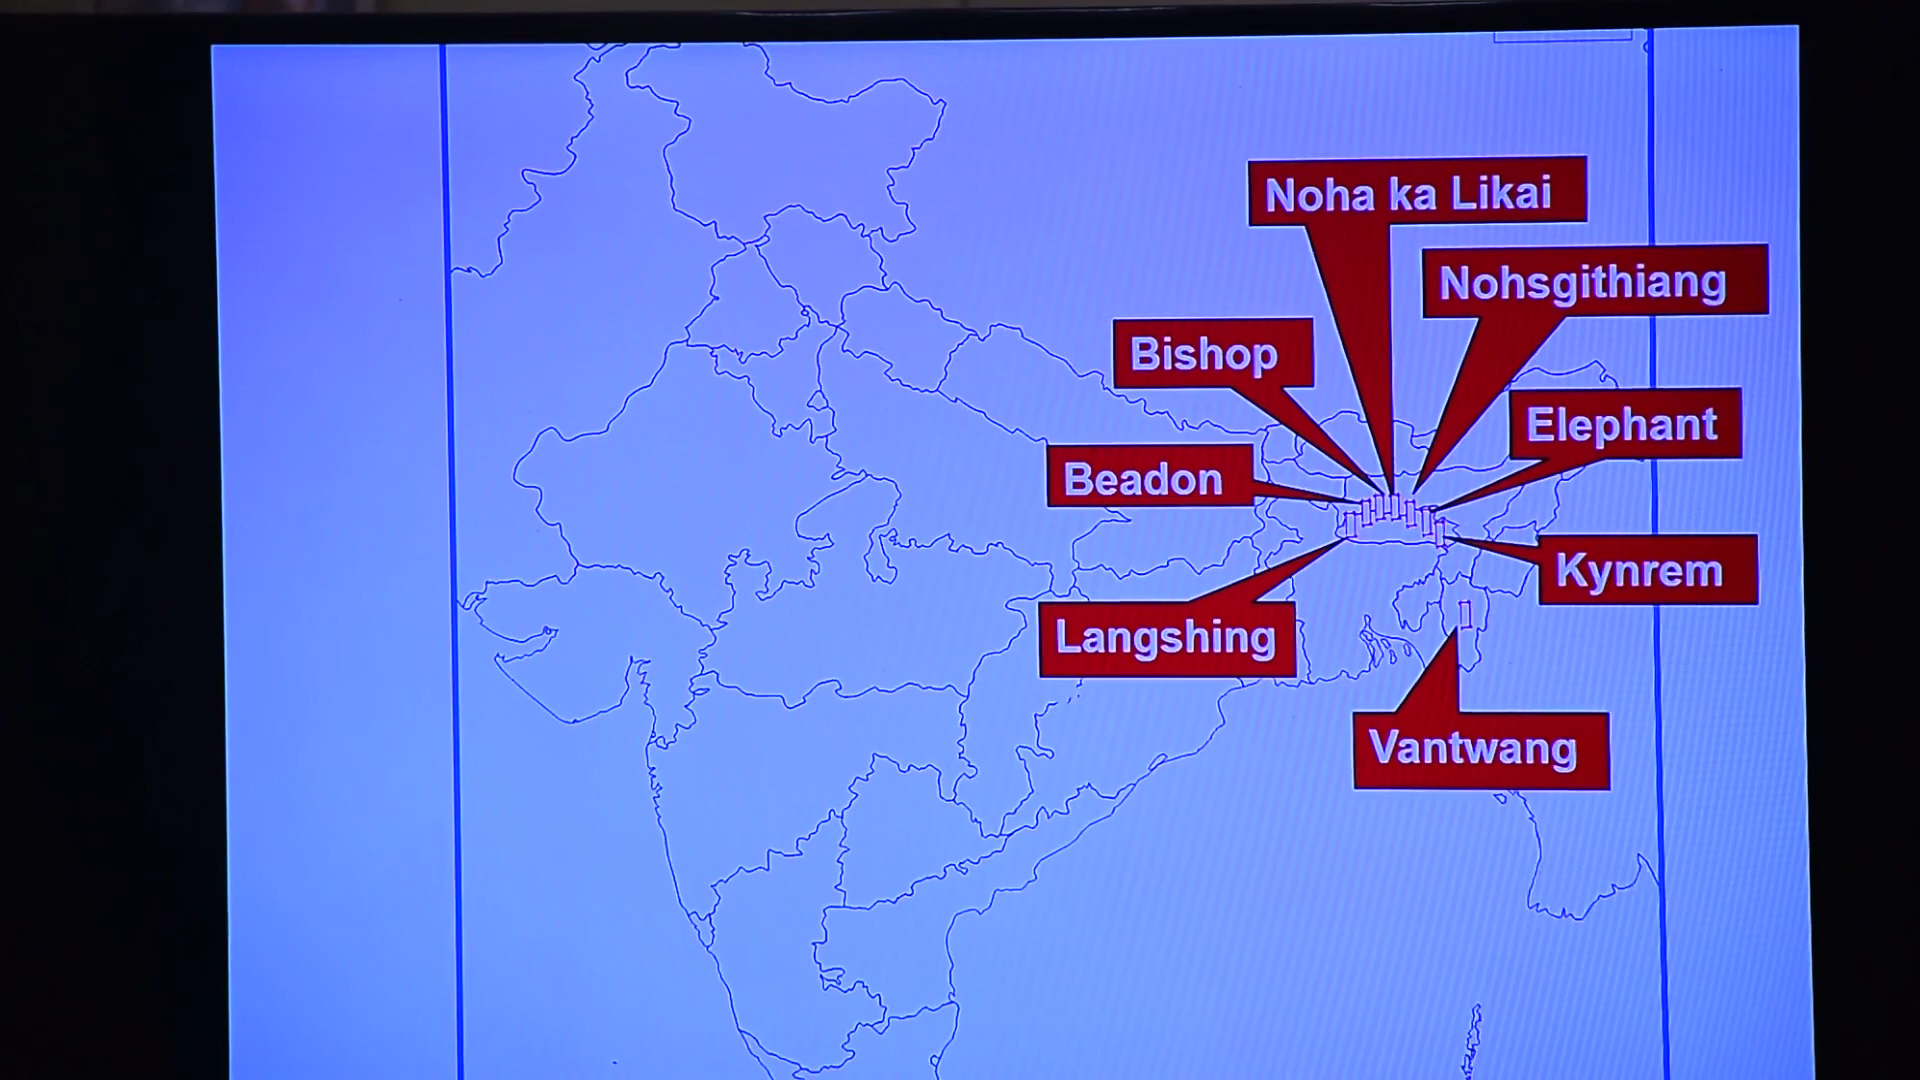 Noha ka Likai
Nohsgithiang
Bishop
Elephant
Beadon
Kynrem
Langshing
Vantwang